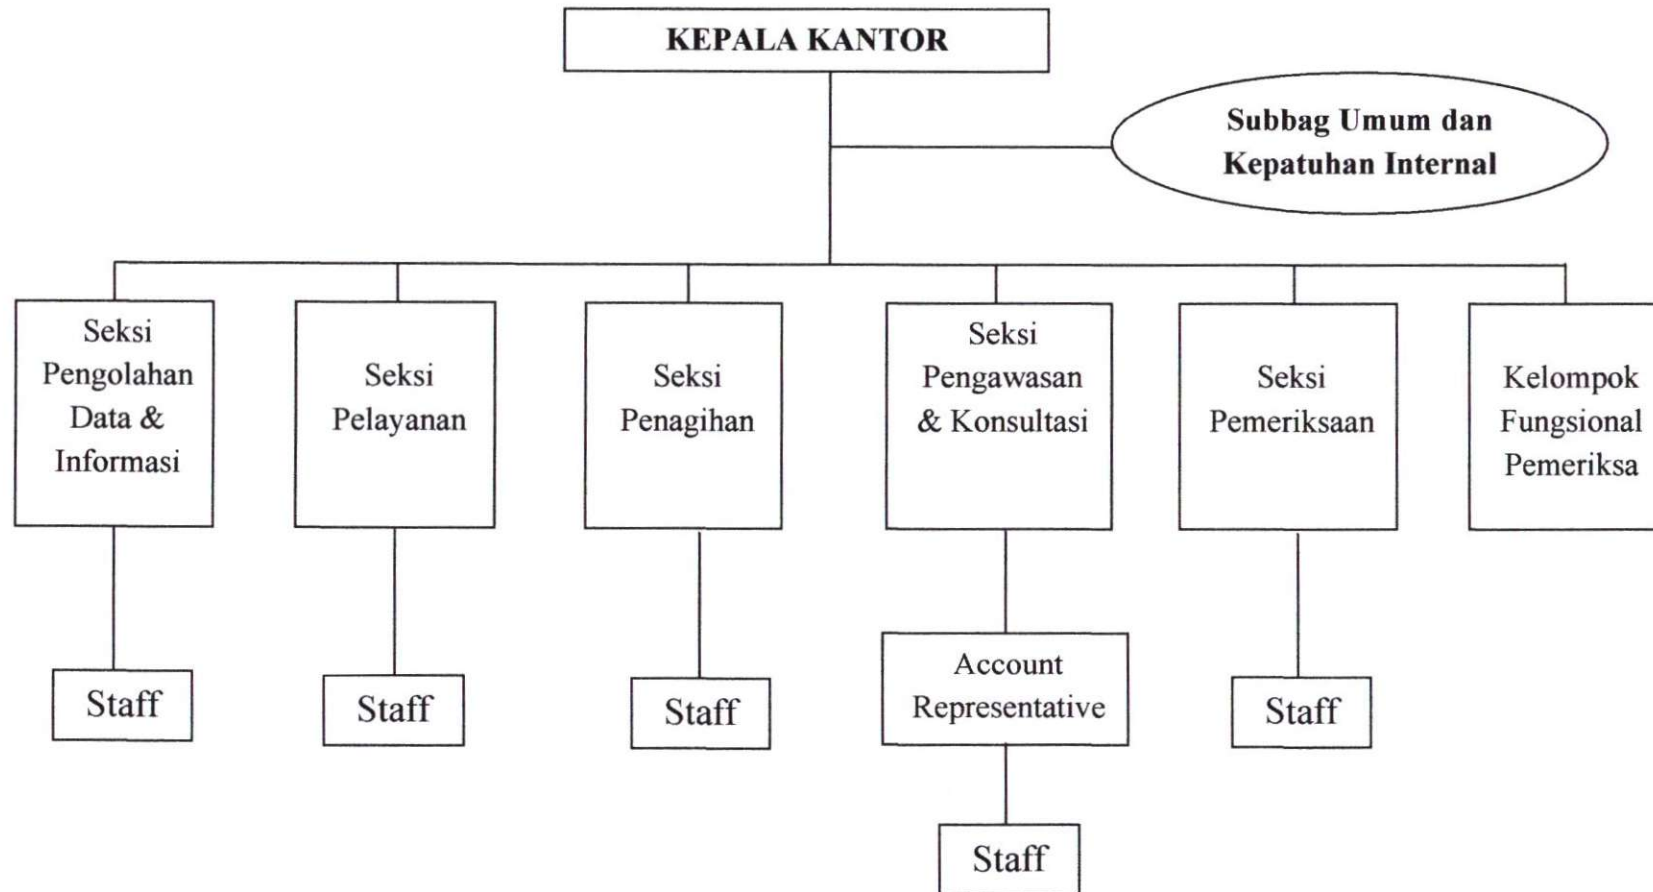 KEPALA KANTOR
Subbag Umum dan
Kepatuhan Internal
Seksi
Pengolahan
Data &
Informasi
Seksi
Pelayanan
Seksi
Penagihan
Seksi
Pengawasan
& Konsultasi
Seksi
Pemeriksaan
Kelompok
Fungsional
Pemeriksa
Staff
Staff
Staff
Account
Representative
Staff
Staff